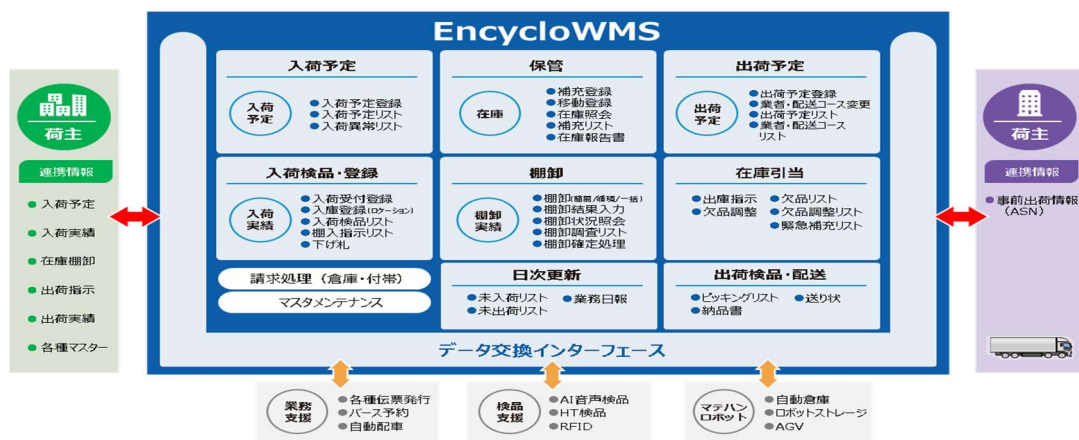 EncycloWMS
荷主
連携情報
入荷予定
入荷実績
在庫棚卸
出荷指示
出荷実績
各種マスター
入荷予定
入荷
予定
入荷予定登録
入荷予定リスト
入荷異常リスト
保管
在庫
補充登録
移動登録
在庫照会
補充リスト
在庫報告書
出荷予定
出荷
予定
出荷予定登録
業者・配送コース変更
出荷予定リスト
業者・配送コース
リスト
入荷検品・登録
入荷
実績
入荷受付登録
入庫登録(ロケーション)
入荷検品リスト
棚入指示リスト
下げ札
棚卸
棚卸
実績
棚卸(簡易/循環/一括)
棚卸結果入力
棚卸状況照会
棚卸調査リスト
棚卸確定処理
在庫引当
出庫指示
欠品調整
欠品リスト
欠品調整リスト
緊急補充リスト
請求処理（倉庫・付帯）
マスタメンテナンス
日次更新
未入荷リスト
業務日報
未出荷リスト
出荷検品・配送
ピッキングリスト
送り状
納品書
データ交換インターフェース
荷主
連携情報
事前出荷情報
（ASN）
業務
支援
各種伝票発行
バース予約
自動配車
検品
支援
AI音声検品
HT検品
RFID
マテハン
ロボット
自動倉庫
ロボットストレージ
AGV